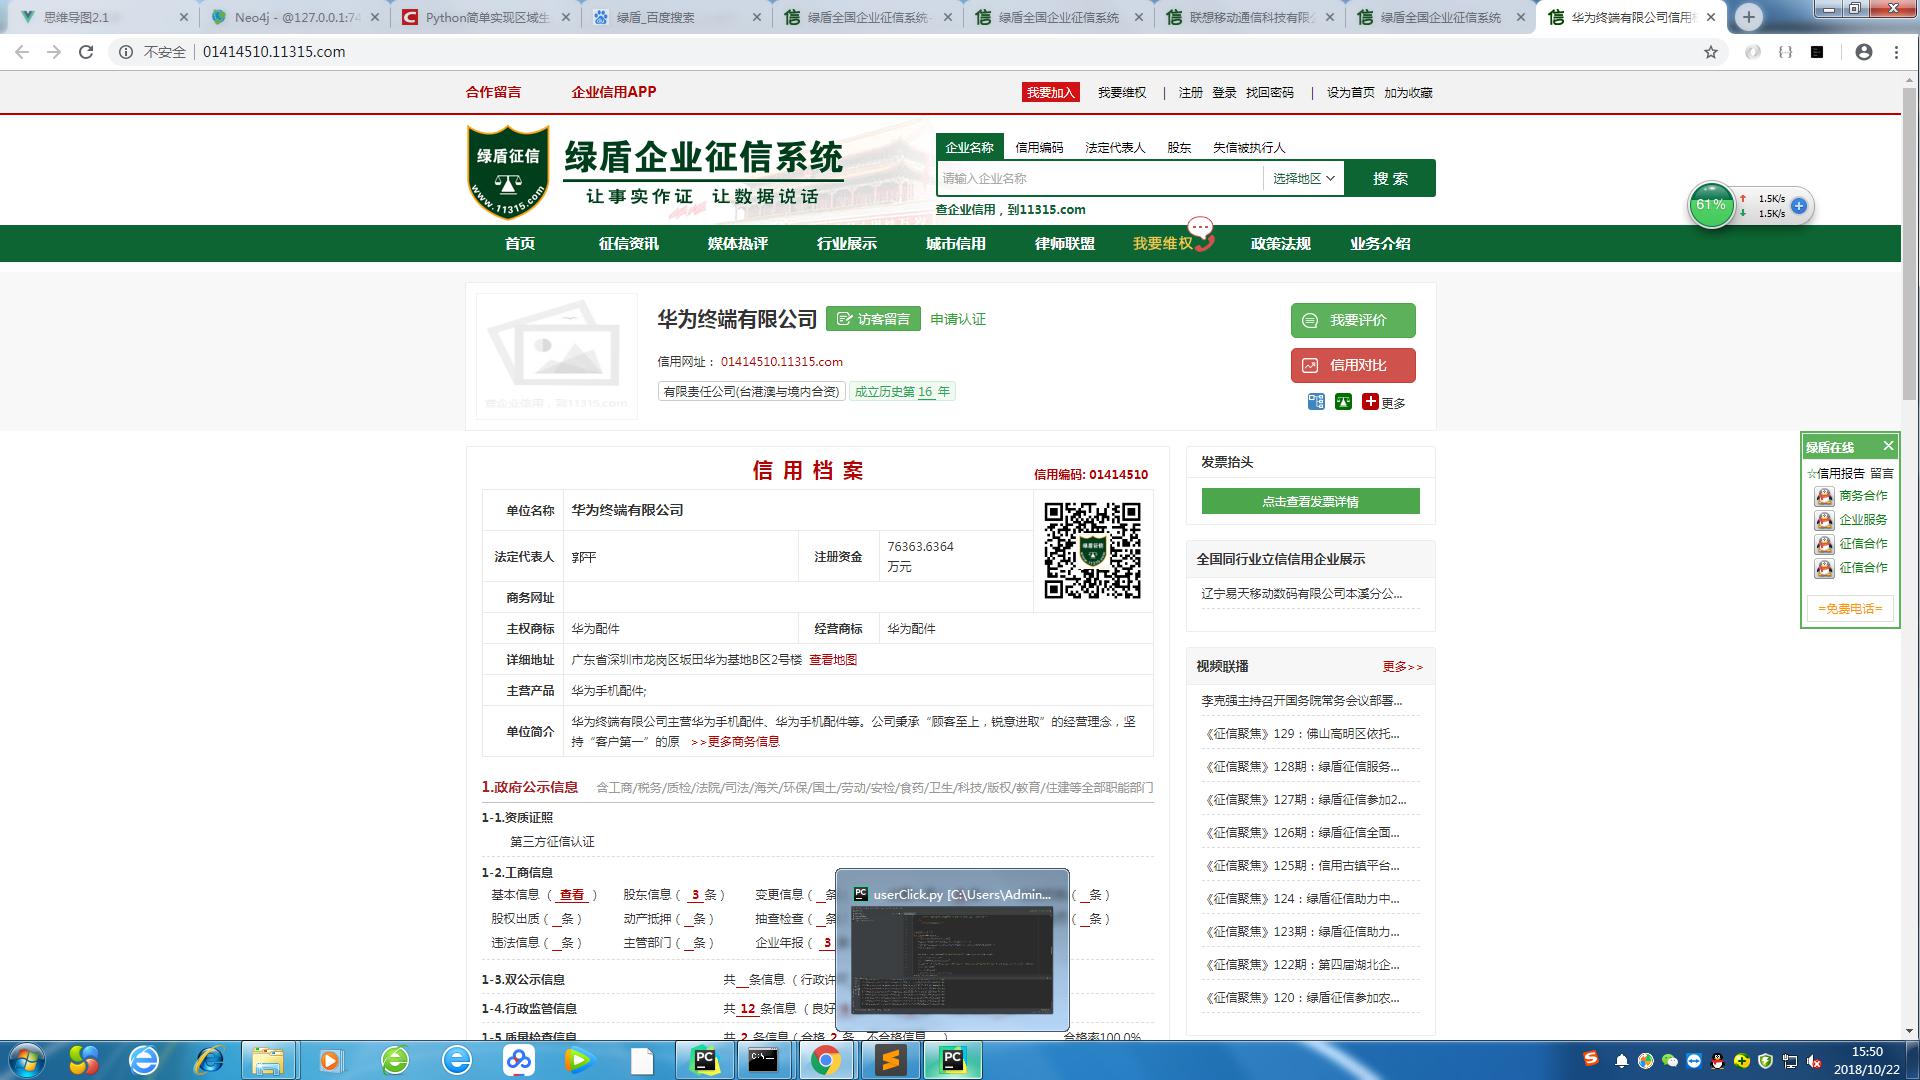 思维导图2.1
Neo4j - @127.0.0.1:74
Python简单实现区域生
绿盾_百度搜索
绿盾全国企业征信系统-
绿盾全国企业征信系统
联想移动通信科技有限公
绿盾全国企业征信系统
华为终端有限公司信用档
不安全 | 01414510.11315.com
合作留言 企业信用APP
我要加入 我要维权 | 注册 登录 找回密码 | 设为首页 加为收藏
绿盾征信
www.11315.com
绿盾企业征信系统
让事实作证 让数据说话
企业名称 信用编码 法定代表人 股东 失信被执行人
请输入企业名称 选择地区 搜 索
查企业信用，到11315.com
61% 1.5K/s
1.5K/s
首页 征信资讯 媒体热评 行业展示 城市信用 律师联盟 我要维权 政策法规 业务介绍
查企业信用，到11315.com
华为终端有限公司 访客留言 申请认证
信用网址： 01414510.11315.com
有限责任公司(台港澳与境内合资) 成立历史第 16 年
我要评价
信用对比
更多
信 用 档 案
信用编码: 01414510
单位名称 华为终端有限公司
法定代表人 郭平 注册资金 76363.6364
万元
绿盾征信
商务网址
主权商标 华为配件 经营商标 华为配件
详细地址 广东省深圳市龙岗区坂田华为基地B区2号楼 查看地图
主营产品 华为手机配件;
单位简介 华为终端有限公司主营华为手机配件、华为手机配件等。公司秉承“顾客至上，锐意进取”的经营理念，坚
持“客户第一”的原 >>更多商务信息
1.政府公示信息 含工商/税务/质检/法院/司法/海关/环保/国土/劳动/安检/食药/卫生/科技/版权/教育/住建等全部职能部门
1-1.资质证照
第三方征信认证
1-2.工商信息
基本信息（ 查看 ） 股东信息（ 3 条） 变更信息（ _条 （ _条）
股权出质（ _条） 动产抵押（ _条） 抽查检查（ _条 （ _条）
违法信息（ _条） 主管部门（ _条） 企业年报（ 3
1-3.双公示信息 共__条信息 （ 行政许
1-4.行政监管信息 共 12 条信息 （ 良好
1-5.质量检查信息 共 2 条信息（ 合格 2 条 不合格信息 ） 合格率100.0%
发票抬头
点击查看发票详情
全国同行业立信信用企业展示
辽宁易天移动数码有限公司本溪分公...
视频联播 更多>>
李克强主持召开国务院常务会议部署...
《征信聚焦》129：佛山高明区依托...
《征信聚焦》128期：绿盾征信服务...
《征信聚焦》127期：绿盾征信参加2...
《征信聚焦》126期：绿盾征信全面...
《征信聚焦》125期：信用古镇平台...
《征信聚焦》124：绿盾征信助力中...
《征信聚焦》123期：绿盾征信助力...
《征信聚焦》122期：第四届湖北企...
《征信聚焦》120：绿盾征信参加农...
绿盾在线
☆信用报告 留言
商务合作
企业服务
征信合作
征信合作
=免费电话=
userClick.py [C:\Users\Admin...
15:50
2018/10/22